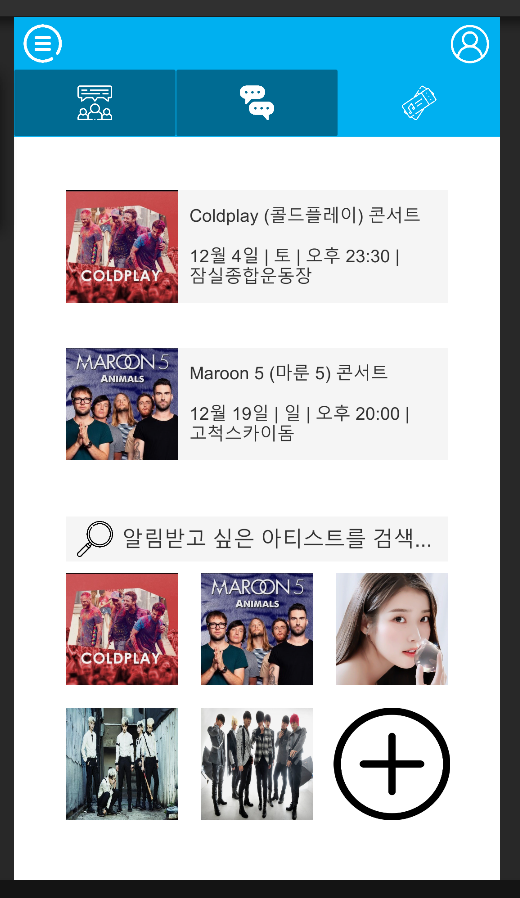 Coldplay (콜드플레이) 콘서트
12월 4일 | 토 | 오후 23:30 |
잠실종합운동장
COLDPLAY
MAROON 5
ANIMALS
Maroon 5 (마룬 5) 콘서트
12월 19일 | 일 | 오후 20:00 |
고척스카이돔
알림받고 싶은 아티스트를 검색...
COLDPLAY
MAROON 5
ANIMALS